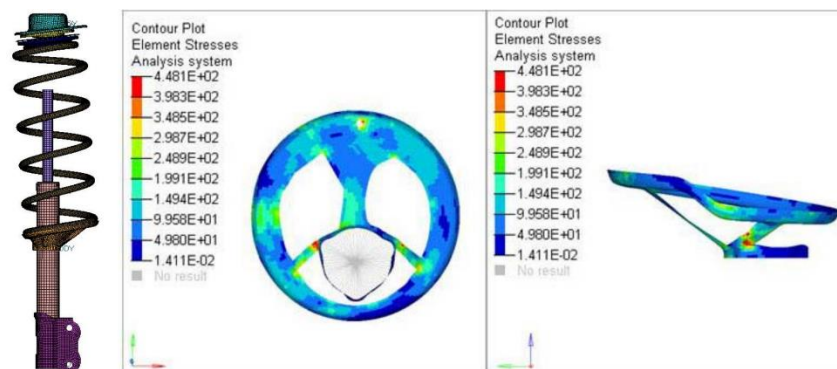 Contour Plot
Element Stresses
Analysis system
4.481E+02
3.983E+02
3.485E+02
2.987E+02
2.489E+02
1.991E+02
1.494E+02
9.958E+01
4.980E+01
1.411E-02
No result
Contour Plot
Element Stresses
Analysis system
4.481E+02
3.983E+02
3.485E+02
2.987E+02
2.489E+02
1.991E+02
1.494E+02
9.958E+01
4.980E+01
1.411E-02
No result